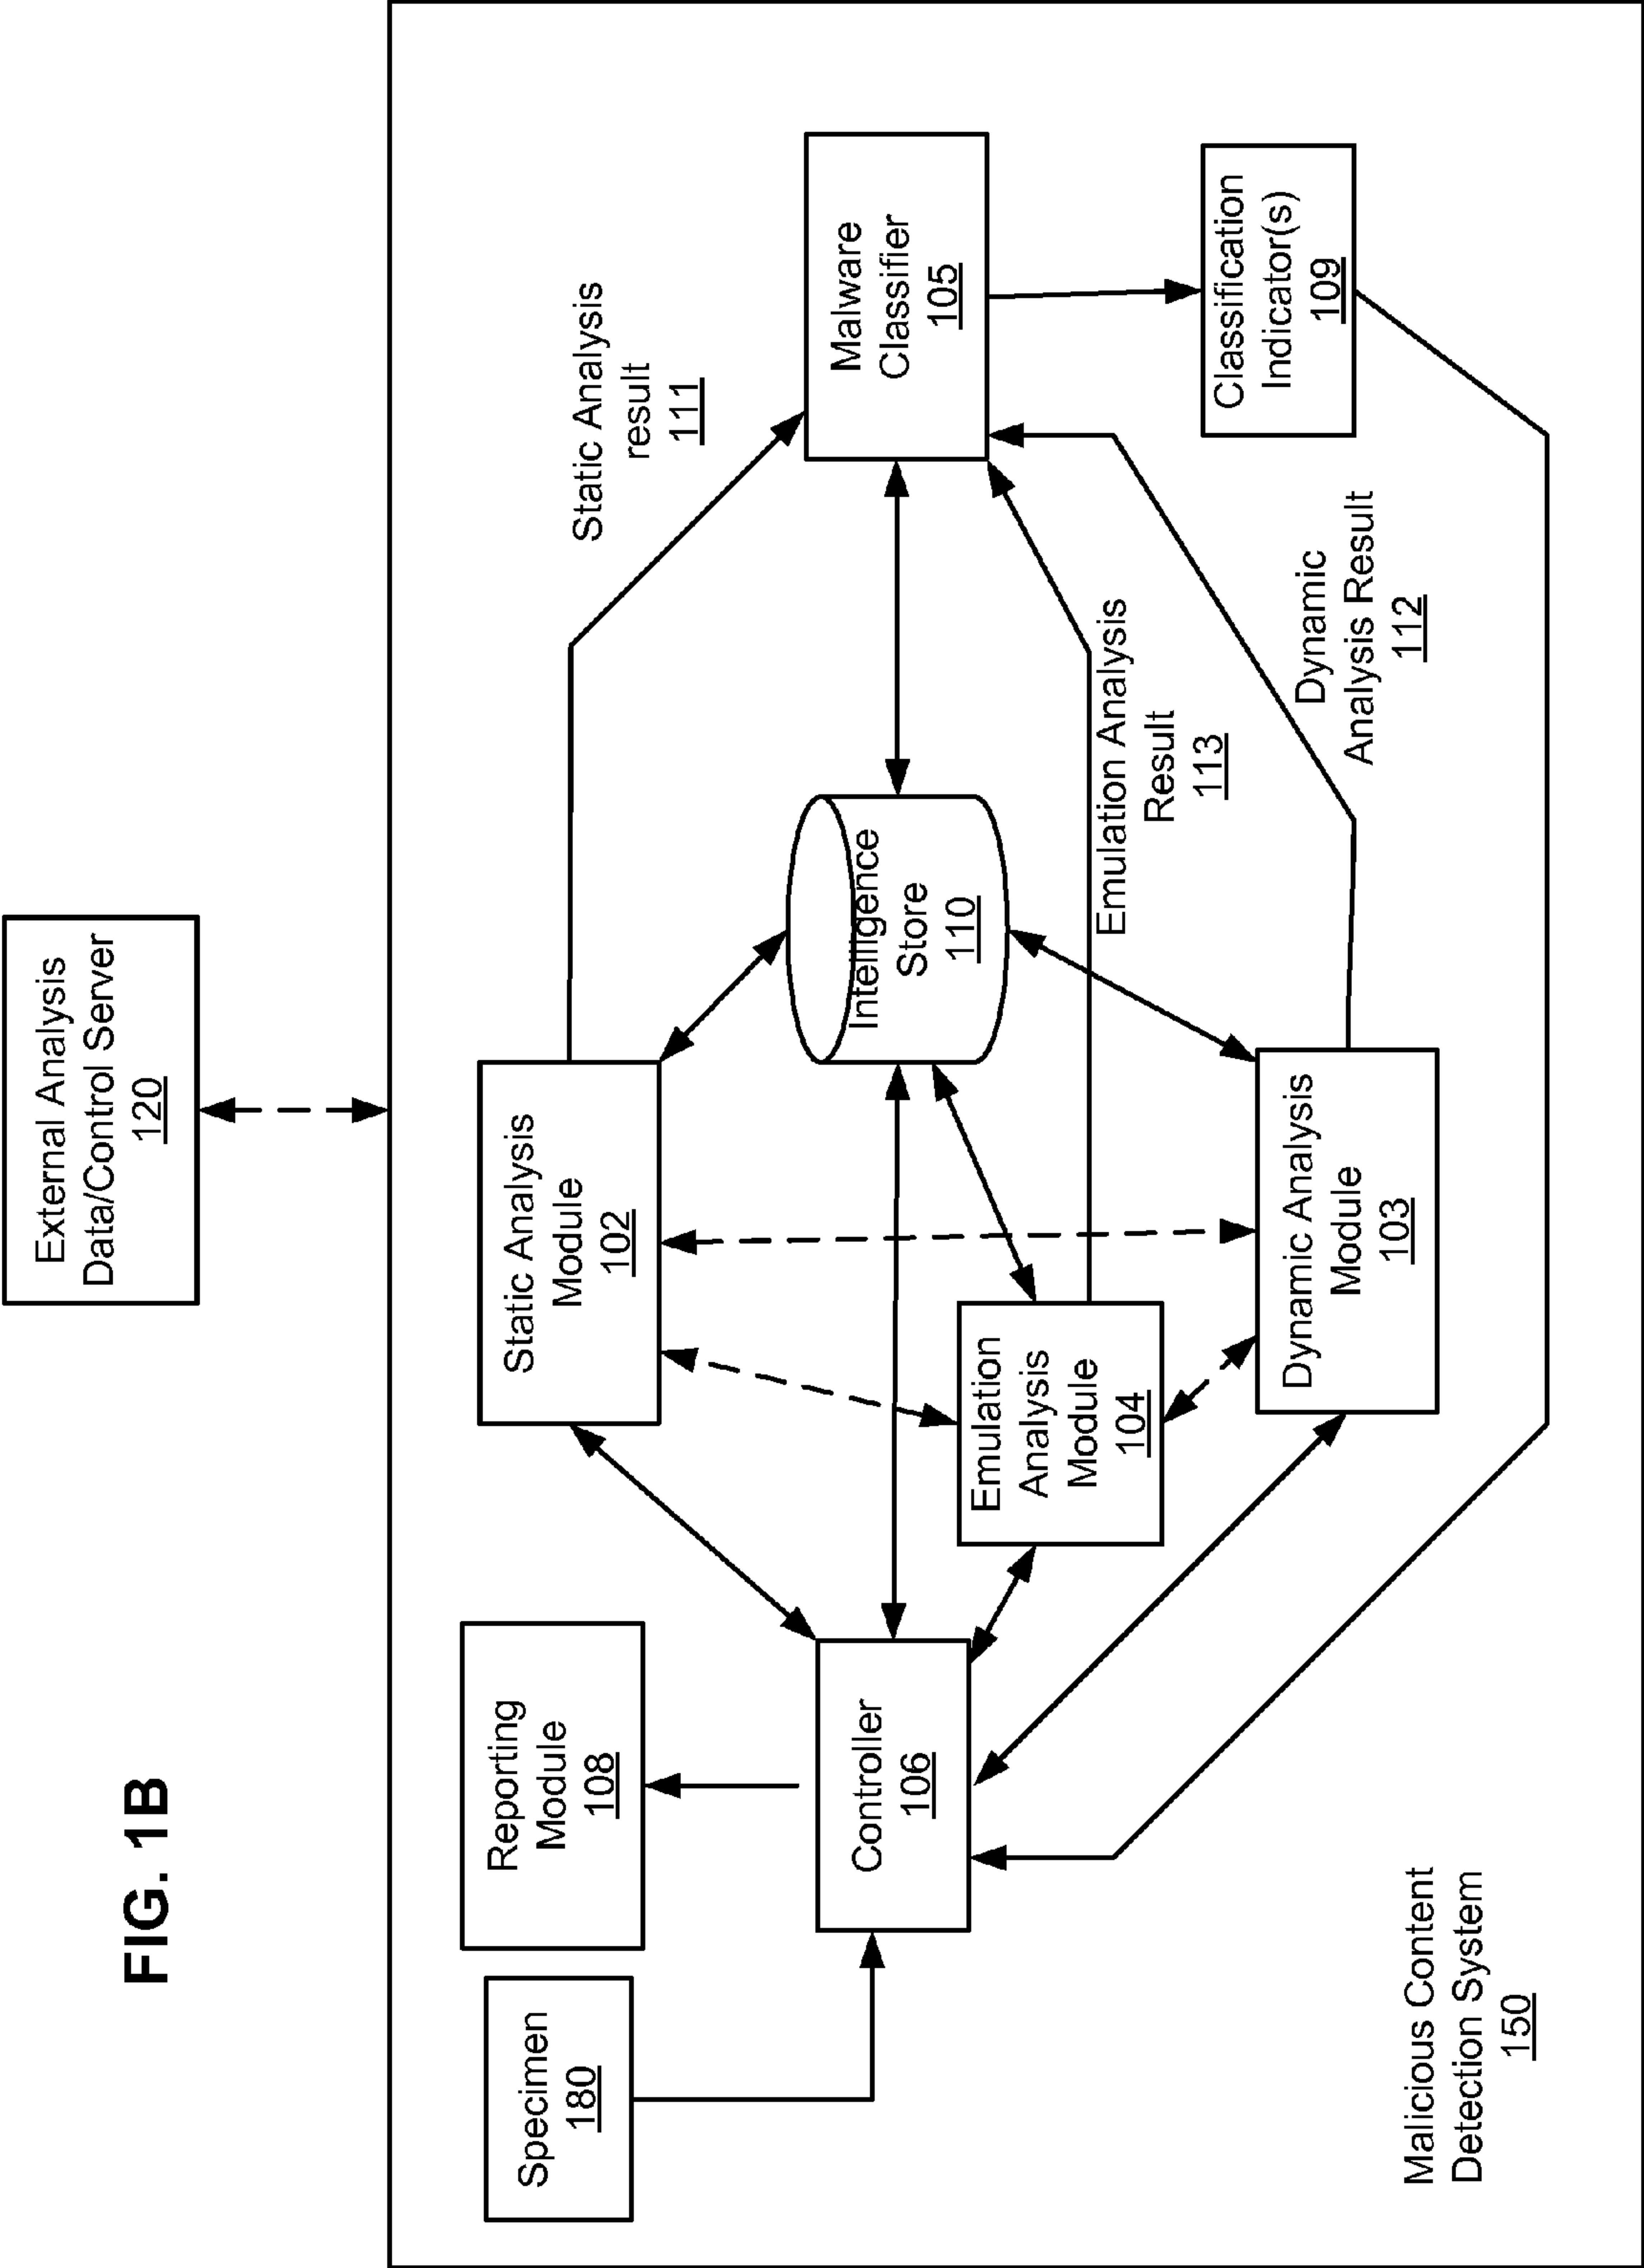 FIG. 1B
External Analysis
Data/Control Server
120
Specimen
180
Reporting
Module
108
Static Analysis
Module
102
Static Analysis
result
111
Controller
106
Intelligence
Store
110
Malware
Classifier
105
Emulation
Analysis
Module
104
Emulation Analysis
Result
113
Dynamic Analysis
Module
103
Dynamic
Analysis Result
112
Classification
Indicator(s)
109
Malicious Content
Detection System
150